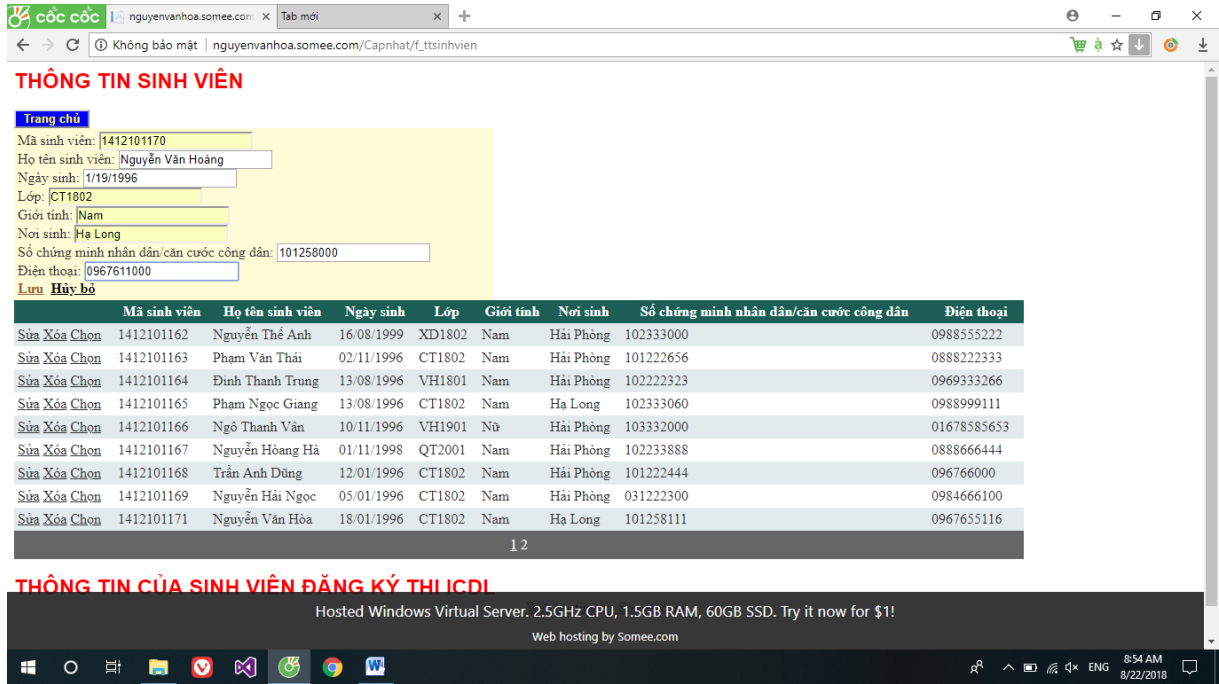 cốc cốc nguyenvanhoa.somee.com × Tab mới × +
Không bảo mật | nguyenvanhoa.somee.com/Capnhat/f_ttsinhvien
THÔNG TIN SINH VIÊN
Trang chủ
Mã sinh viên: 1412101170
Họ tên sinh viên: Nguyễn Văn Hoàng
Ngày sinh: 1/19/1996
Lớp: CT1802
Giới tính: Nam
Nơi sinh: Hạ Long
Số chứng minh nhân dân/căn cước công dân: 101258000
Điện thoại: 0967611000
Lưu Hủy bỏ
Mã sinh viên Họ tên sinh viên Ngày sinh Lớp Giới tính Nơi sinh Số chứng minh nhân dân/căn cước công dân Điện thoại
Sửa Xóa Chọn 1412101162 Nguyễn Thế Anh 16/08/1999 XD1802 Nam Hải Phòng 102333000 0988555222
Sửa Xóa Chọn 1412101163 Phạm Văn Thái 02/11/1996 CT1802 Nam Hải Phòng 101222656 0888222333
Sửa Xóa Chọn 1412101164 Đinh Thanh Trung 13/08/1996 VH1801 Nam Hải Phòng 102222323 0969333266
Sửa Xóa Chọn 1412101165 Phạm Ngọc Giang 13/08/1996 CT1802 Nam Hạ Long 102333060 0988999111
Sửa Xóa Chọn 1412101166 Ngô Thanh Vân 10/11/1996 VH1901 Nữ Hải Phòng 103332000 01678585653
Sửa Xóa Chọn 1412101167 Nguyễn Hòang Hà 01/11/1998 QT2001 Nam Hải Phòng 102233888 0888666444
Sửa Xóa Chọn 1412101168 Trần Anh Dũng 12/01/1996 CT1802 Nam Hải Phòng 101222444 096766000
Sửa Xóa Chọn 1412101169 Nguyễn Hải Ngọc 05/01/1996 CT1802 Nam Hải Phòng 031222300 0984666100
Sửa Xóa Chọn 1412101171 Nguyễn Văn Hòa 18/01/1996 CT1802 Nam Hạ Long 101258111 0967655116
1 2
THÔNG TIN CỦA SINH VIÊN ĐĂNG KÝ THI ICDL
Hosted Windows Virtual Server. 2.5GHz CPU, 1.5GB RAM, 60GB SSD. Try it now for $1!
Web hosting by Somee.com
ENG 8:54 AM
8/22/2018